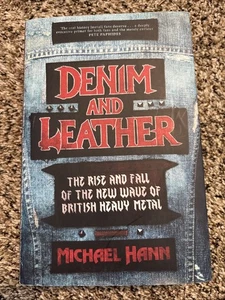 DENIM
AND
LEATHER
THE RISE AND FALL
OF THE NEW WAVE OF
BRITISH HEAVY METAL
MICHAEL HANN